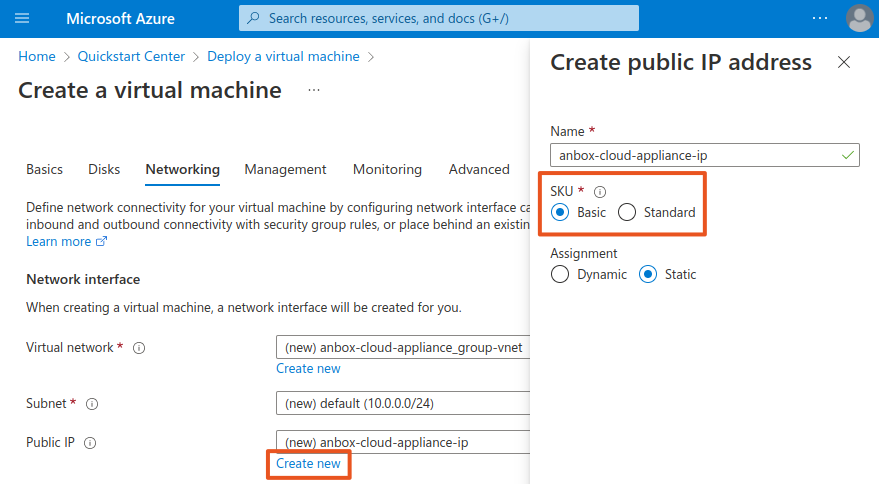 Microsoft Azure
Search resources, services, and docs (G+/)
...
Home > Quickstart Center > Deploy a virtual machine >
Create a virtual machine ...
Basics Disks Networking Management Monitoring Advanced
Define network connectivity for your virtual machine by configuring network interface ca
inbound and outbound connectivity with security group rules, or place behind an existing
Learn more
Network interface
When creating a virtual machine, a network interface will be created for you.
Virtual network *
(new) anbox-cloud-appliance_group-vnet
Create new
Subnet *
(new) default (10.0.0.0/24)
Public IP
(new) anbox-cloud-appliance-ip
Create new
Create public IP address
Name *
anbox-cloud-appliance-ip
SKU *
Basic Standard
Assignment
Dynamic Static